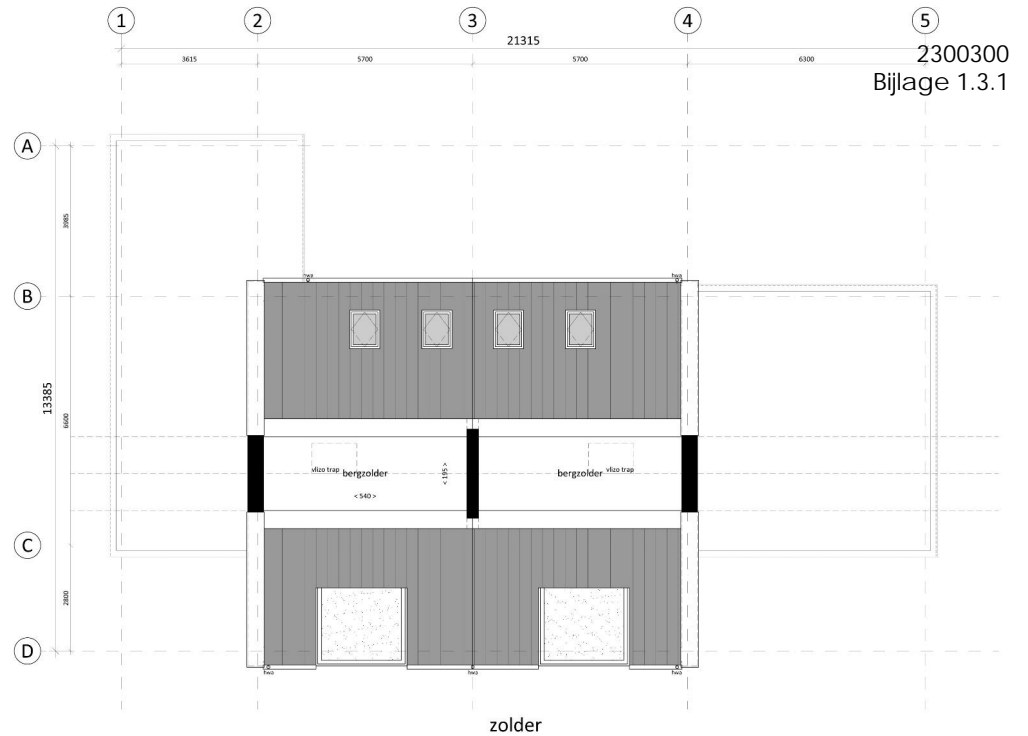 1 2 3 4 5
21315
2300300
3615 5700 5700 6300
Bijlage 1.3.1
A
3985
hwa hwa
B
13385
6600
vlizo trap bergzolder < 195 > bergzolder vlizo trap
< 540 >
C
2800
D
hwa hwa hwa
zolder